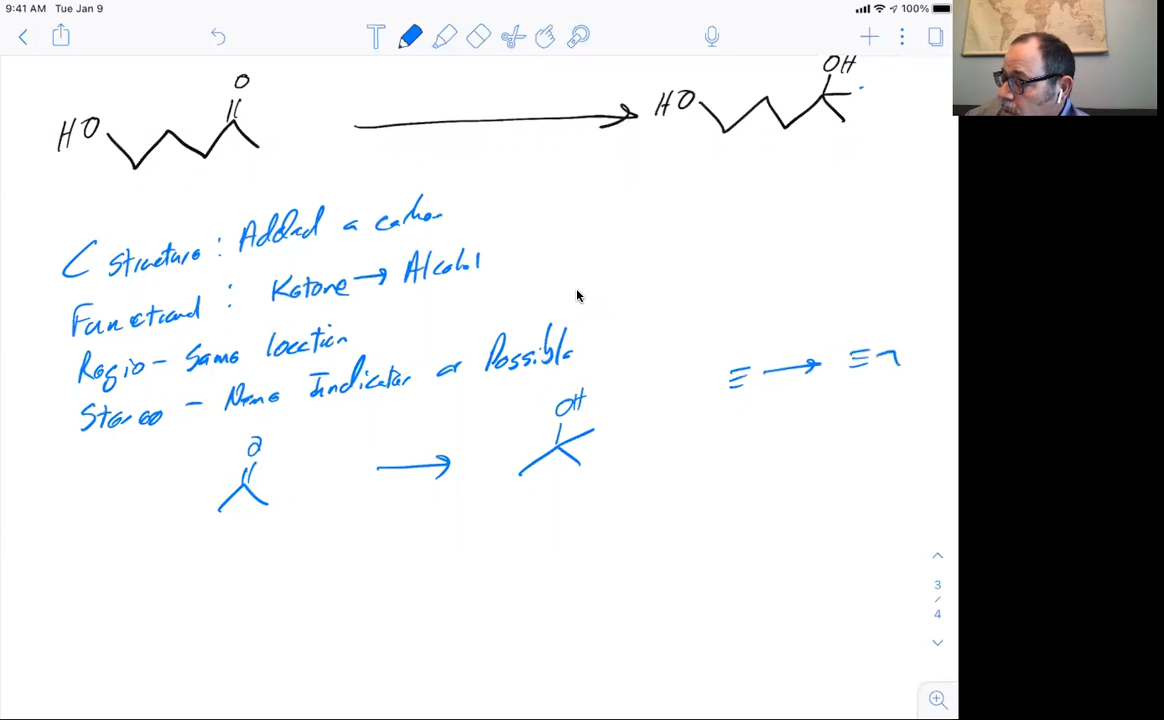 9:41 AM Tue Jan 9
100%
T
O
HO
OH
HO
C Structure: Added a carbon
Functional: Ketone → Alcohol
Regio - Same location
Stereo - None Indicator or Possible
O
OH
3
/
4